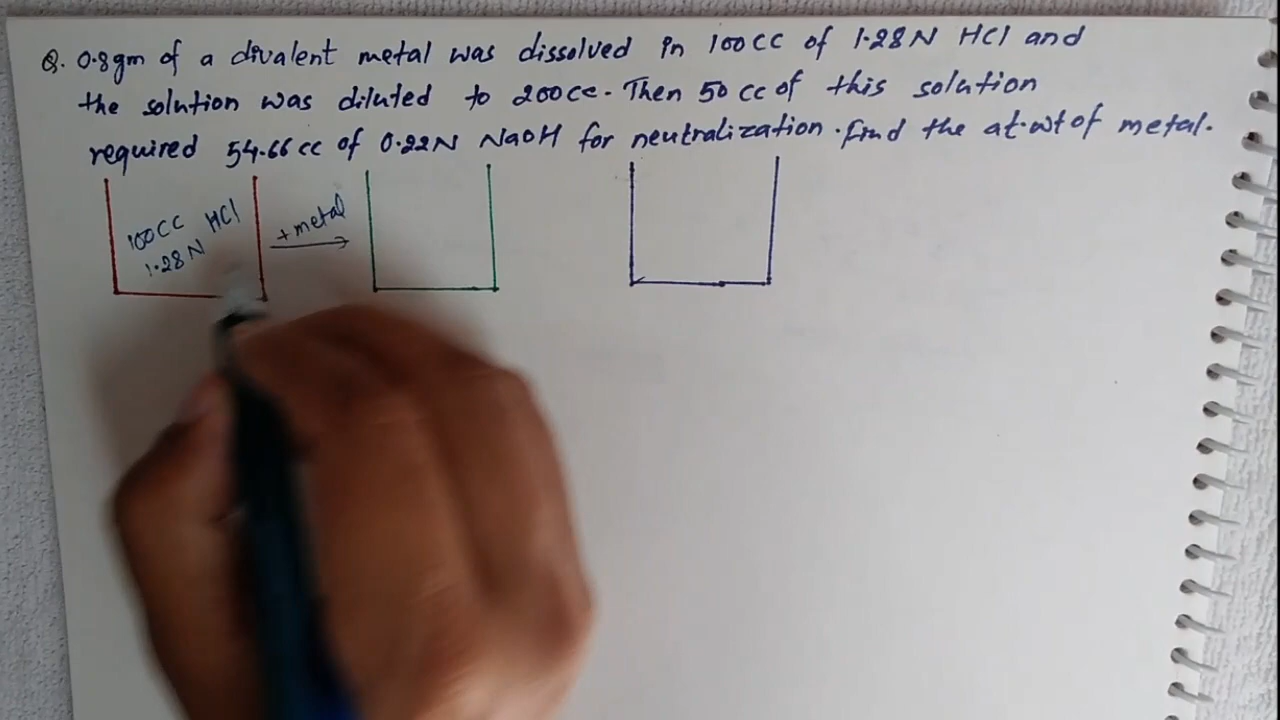 Q. 0.8gm of a divalent metal was dissolved in 100CC of 1.28N HCl and
the solution was diluted to 200cc. Then 50 cc of this solution
required 54.66 cc of 0.22N NaOH for neutralization. find the at.wt of metal.
100CC HCl
1.28N
+metal